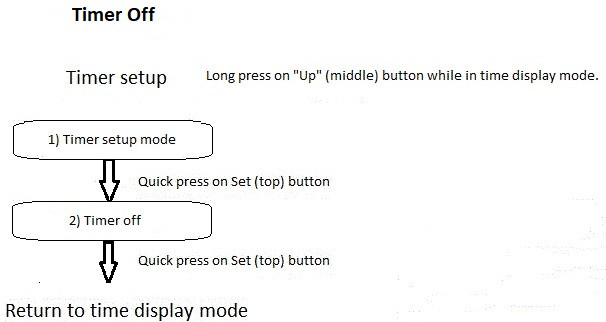 Timer Off
Timer setup Long press on "Up" (middle) button while in time display mode.
1) Timer setup mode
Quick press on Set (top) button
2) Timer off
Quick press on Set (top) button
Return to time display mode